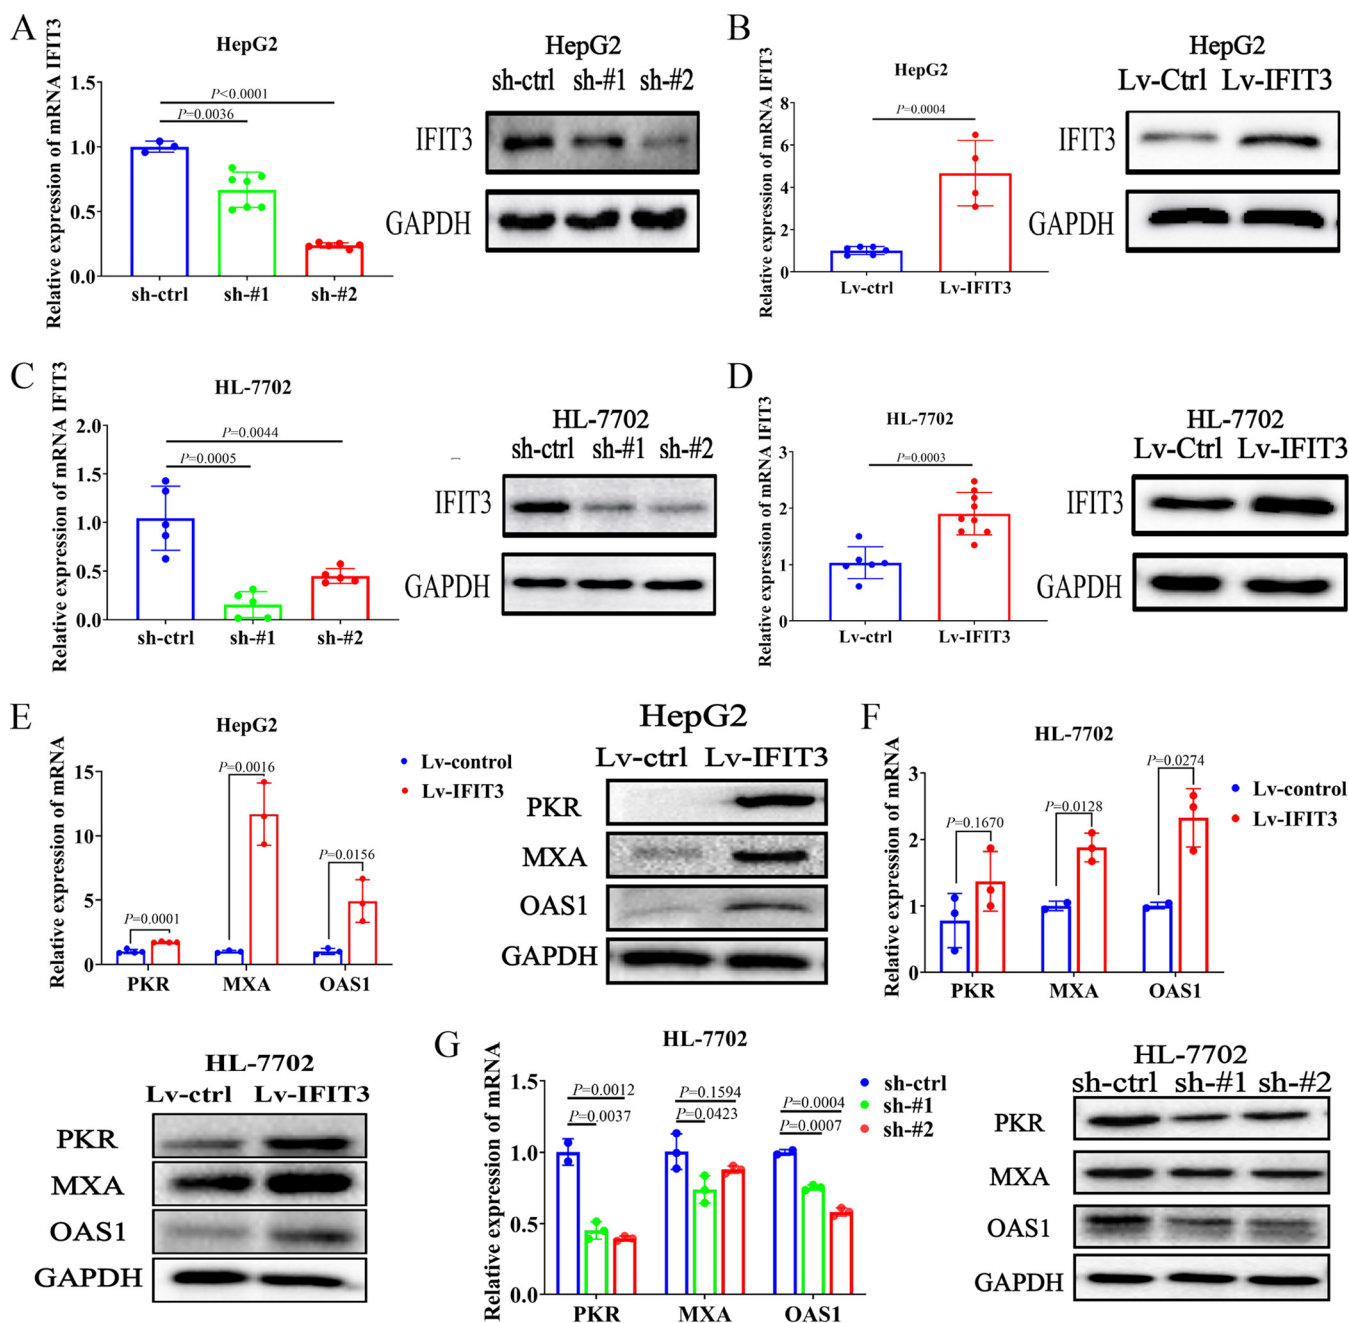 A
Relative expression of mRNA IFIT3
HepG2
1.5
1.0
0.5
0.0
P<0.0001
P=0.0036
sh-ctrl sh-#1 sh-#2
HepG2
sh-ctrl sh-#1 sh-#2
IFIT3
GAPDH
B
Relative expression of mRNA IFIT3
HepG2
8
6
4
2
0
P=0.0004
Lv-ctrl Lv-IFIT3
HepG2
Lv-Ctrl Lv-IFIT3
IFIT3
GAPDH
C
Relative expression of mRNA IFIT3
HL-7702
2.0
1.5
1.0
0.5
0.0
P=0.0044
P=0.0005
sh-ctrl sh-#1 sh-#2
HL-7702
sh-ctrl sh-#1 sh-#2
IFIT3
GAPDH
D
Relative expression of mRNA IFIT3
HL-7702
3
2
1
0
P=0.0003
Lv-ctrl Lv-IFIT3
HL-7702
Lv-Ctrl Lv-IFIT3
IFIT3
GAPDH
E
Relative expression of mRNA
HepG2
15
10
5
0
P=0.0001
P=0.0016
P=0.0156
PKR MXA OAS1
Lv-control
Lv-IFIT3
HepG2
Lv-ctrl Lv-IFIT3
PKR
MXA
OAS1
GAPDH
F
Relative expression of mRNA
HL-7702
3
2
1
0
P=0.1670
P=0.0128
P=0.0274
PKR MXA OAS1
Lv-control
Lv-IFIT3
HL-7702
Lv-ctrl Lv-IFIT3
PKR
MXA
OAS1
GAPDH
G
Relative expression of mRNA
HL-7702
1.5
1.0
0.5
0.0
P=0.0012
P=0.0037
P=0.1594
P=0.0423
P=0.0004
P=0.0007
PKR MXA OAS1
sh-ctrl
sh-#1
sh-#2
HL-7702
sh-ctrl sh-#1 sh-#2
PKR
MXA
OAS1
GAPDH